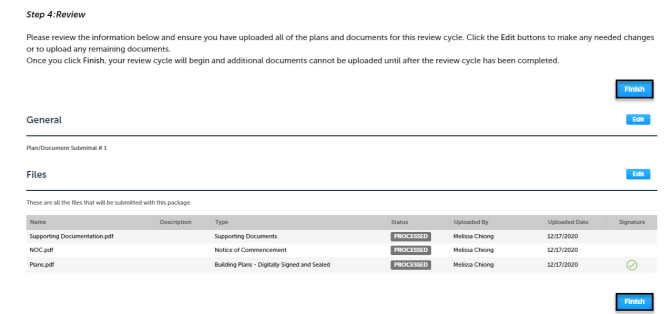 Step 4:Review
Please review the information below and ensure you have uploaded all of the plans and documents for this review cycle. Click the Edit buttons to make any needed changes
or to upload any remaining documents.
Once you click Finish, your review cycle will begin and additional documents cannot be uploaded until after the review cycle has been completed.
Finish
General
Edit
Plan/Document Submittal # 1
Files
Edit
These are all the files that will be submitted with this package.
Name Description Type Status Uploaded By Uploaded Date Signature
Supporting Documentation.pdf Supporting Documents PROCESSED Melissa Chiong 12/17/2020
NOC.pdf Notice of Commencement PROCESSED Melissa Chiong 12/17/2020
Plans.pdf Building Plans - Digitally Signed and Sealed PROCESSED Melissa Chiong 12/17/2020
Finish